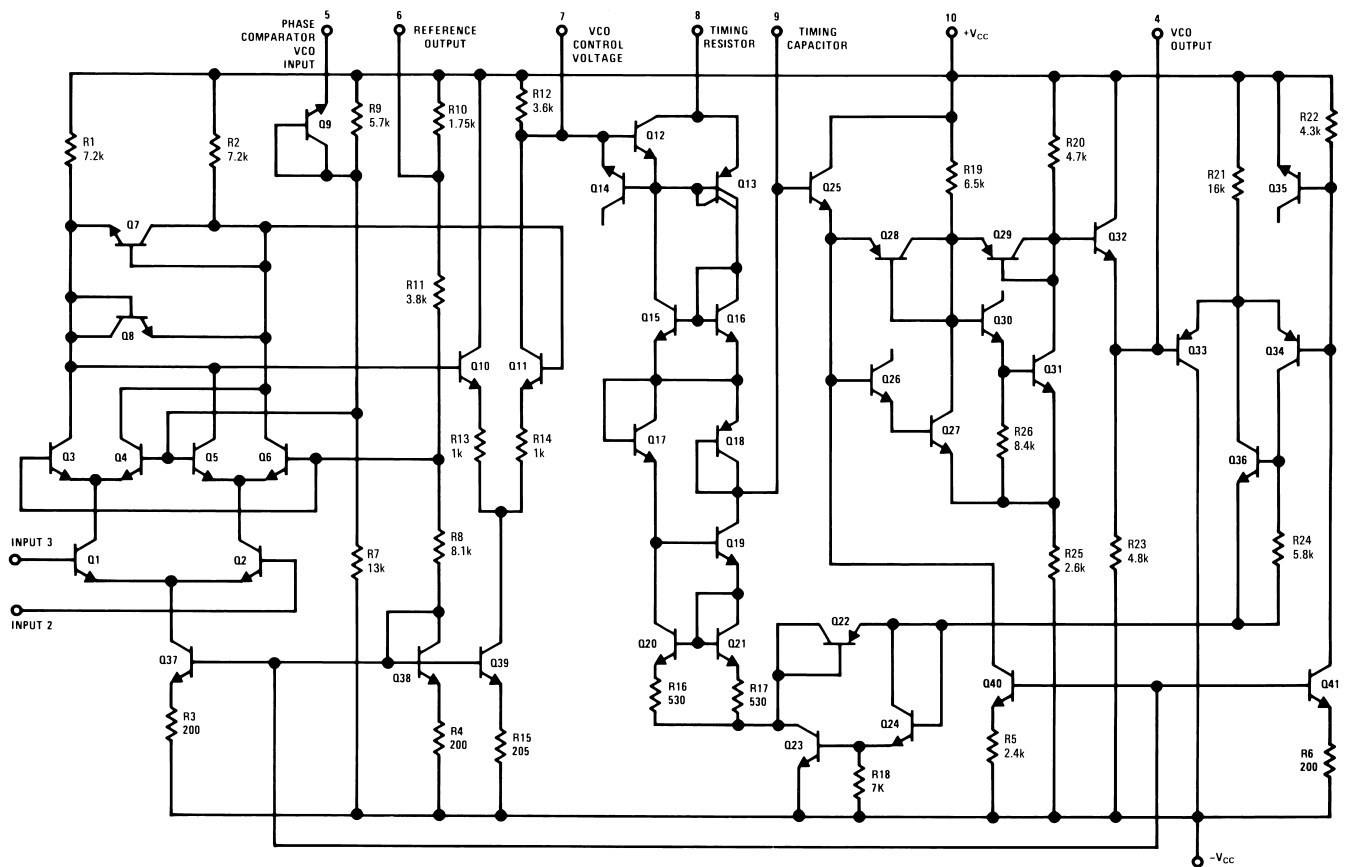 5
PHASE
COMPARATOR
VCO
INPUT
6
REFERENCE
OUTPUT
7
VCO
CONTROL
VOLTAGE
8
TIMING
RESISTOR
9
TIMING
CAPACITOR
10
+VCC
4
VCO
OUTPUT
R1
7.2k
R2
7.2k
Q9
R9
5.7k
R10
1.75k
R12
3.6k
Q12
Q14
Q13
Q25
R19
6.5k
R20
4.7k
R21
16k
Q35
R22
4.3k
Q7
Q8
R11
3.8k
Q28
Q29
Q32
Q15
Q16
Q30
Q10
Q11
Q26
Q31
Q33
Q34
Q3
Q4
Q5
Q6
R13
1k
R14
1k
Q17
Q18
Q27
R26
8.4k
Q36
INPUT 3
Q1
Q2
R7
13k
R8
8.1k
Q19
R25
2.6k
R23
4.8k
R24
5.8k
INPUT 2
Q37
Q38
Q39
Q20
Q21
Q22
Q40
Q41
R3
200
R4
200
R15
205
R16
530
R17
530
Q23
Q24
R18
7K
R5
2.4k
R6
200
-VCC